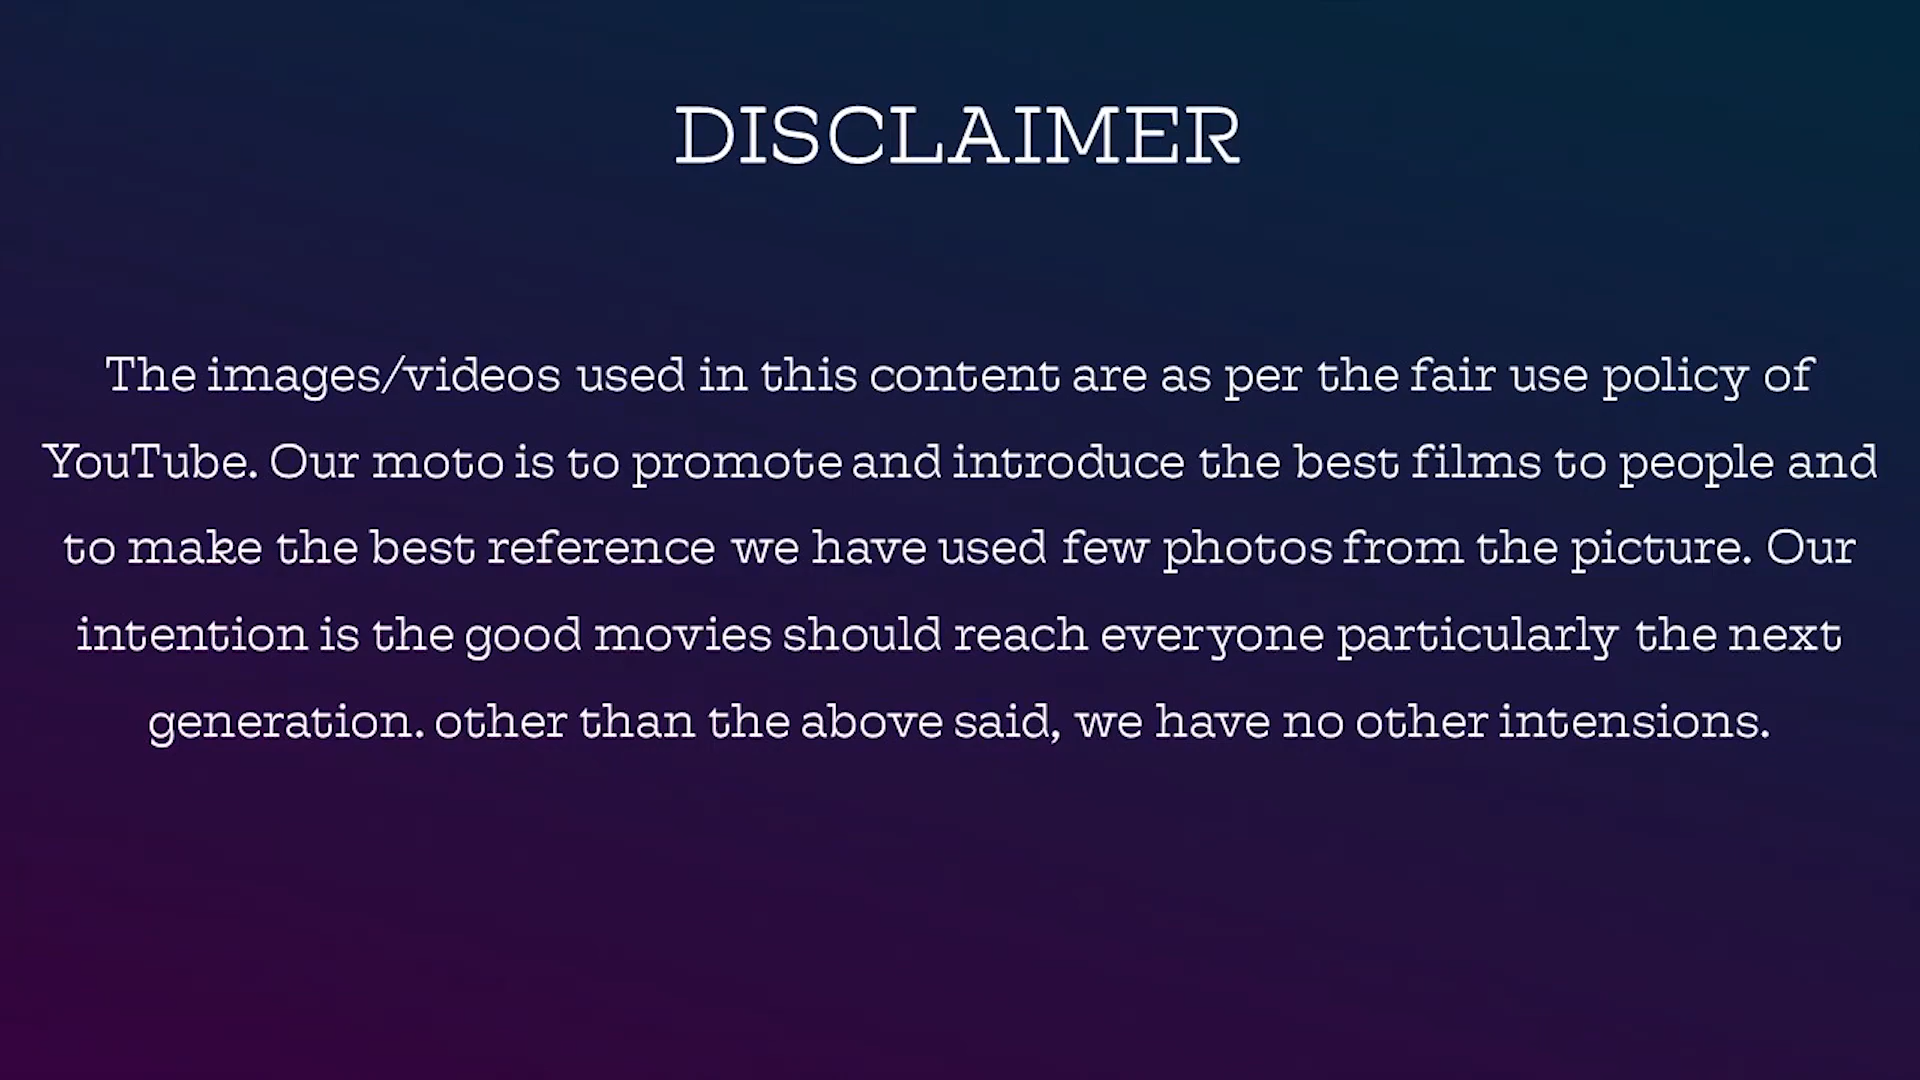 DISCLAIMER
The images/videos used in this content are as per the fair use policy of
YouTube. Our moto is to promote and introduce the best films to people and
to make the best reference we have used few photos from the picture. Our
intention is the good movies should reach everyone particularly the next
generation. other than the above said, we have no other intensions.